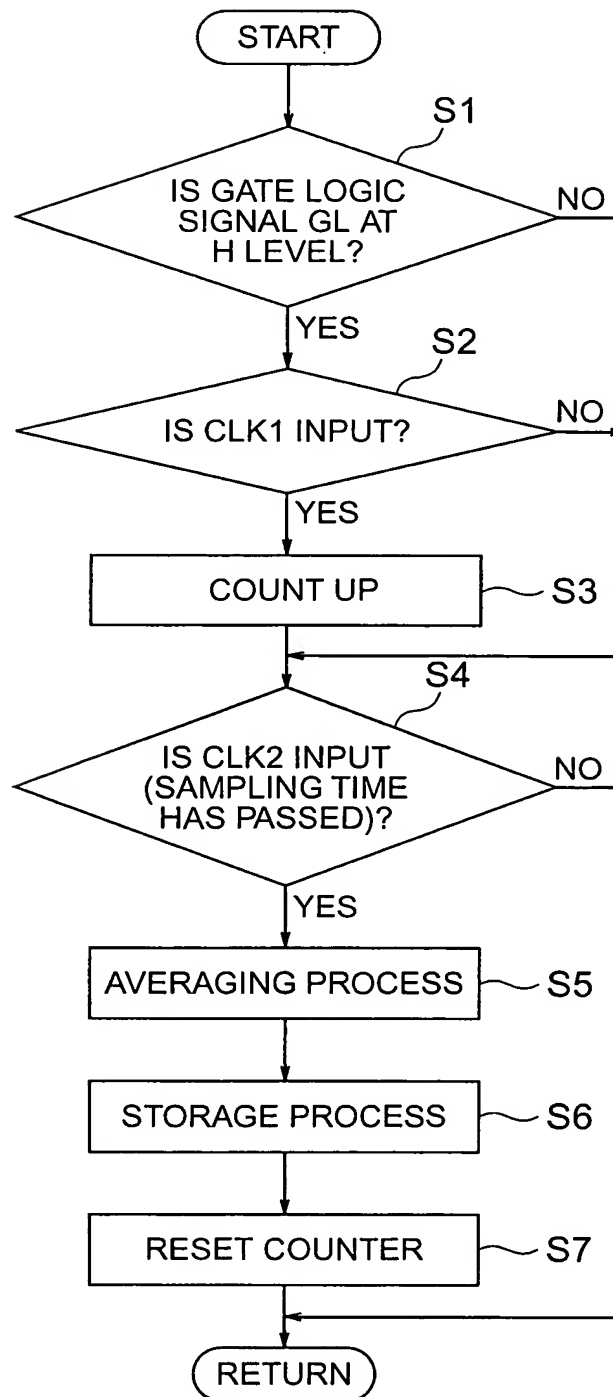 START
S1
IS GATE LOGIC
SIGNAL GL AT
H LEVEL?
NO
YES
S2
IS CLK1 INPUT?
NO
YES
COUNT UP
S3
S4
IS CLK2 INPUT
(SAMPLING TIME
HAS PASSED)?
NO
YES
AVERAGING PROCESS
S5
STORAGE PROCESS
S6
RESET COUNTER
S7
RETURN